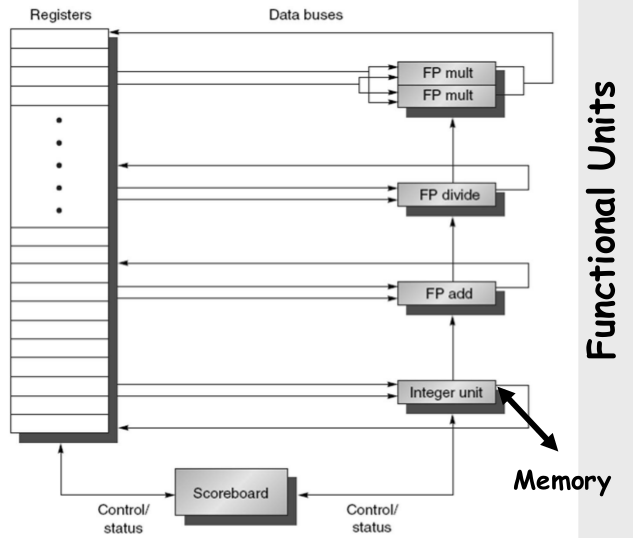 Registers
Data buses
FP mult
FP mult
FP divide
FP add
Integer unit
Memory
Scoreboard
Control/
status
Control/
status
Functional Units